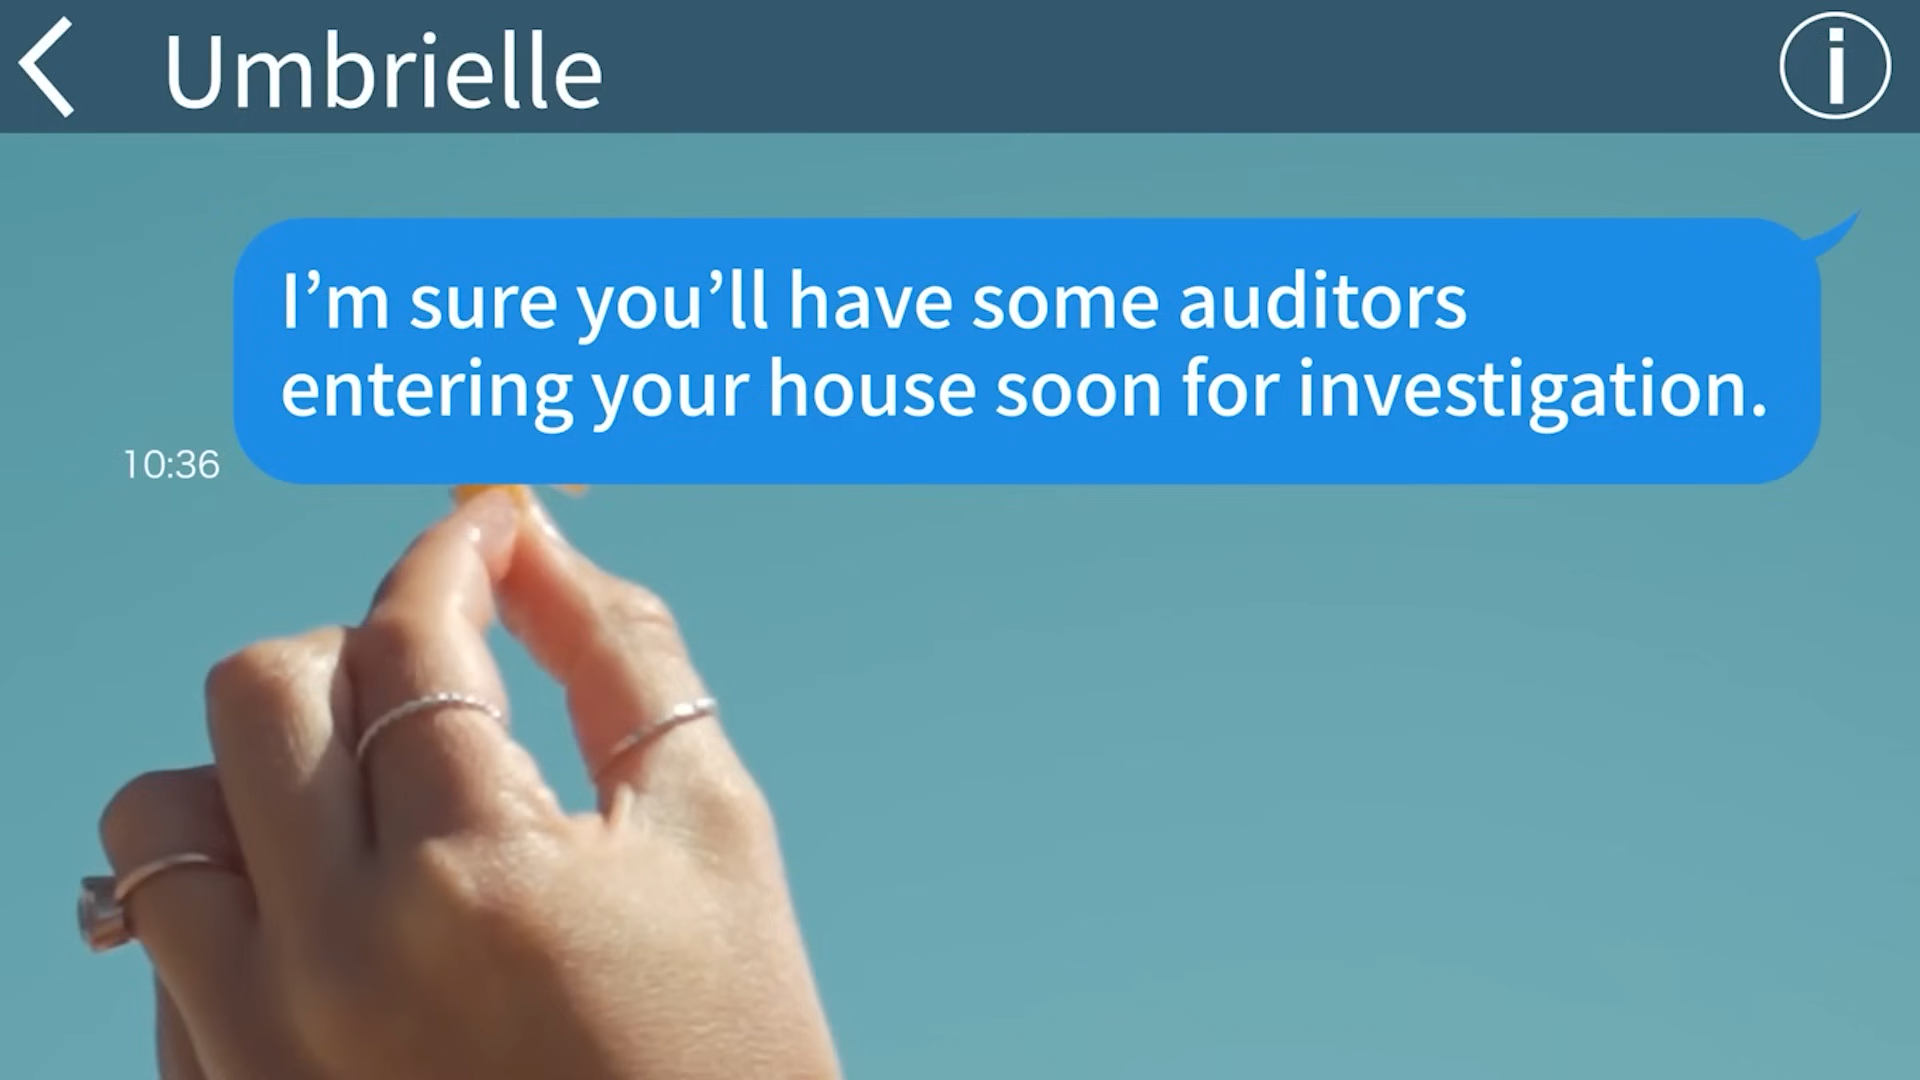 Umbrielle
I’m sure you’ll have some auditors
entering your house soon for investigation.
10:36